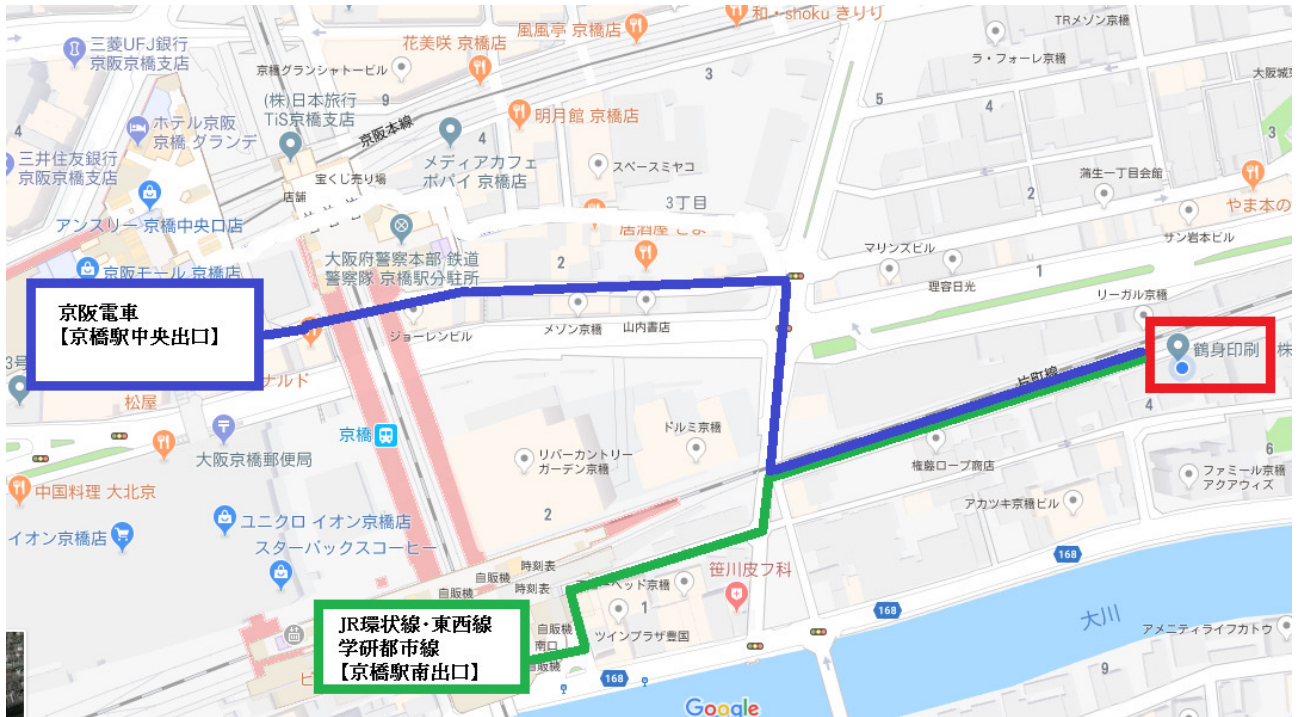 三菱UFJ銀行
京阪京橋支店
花美咲 京橋店
風風亭 京橋店
和・shoku きりり
TRメゾン京橋
ラ・フォーレ京橋
京橋グランシャトービル
(株)日本旅行
TiS京橋支店
9
3
5
4
4
3
4
ホテル京阪
京橋 グランデ
京阪本線
明月館 京橋店
メディアカフェ
ポパイ 京橋店
スペースミヤコ
三井住友銀行
京阪京橋支店
宝くじ売り場
店舗
3丁目
2
蒲生一丁目会館
やま本の
サン岩本ビル
アンスリー 京橋中央口店
京阪モール 京橋店
大阪府警察本部 鉄道
警察隊 京橋駅分駐所
2
マリンズビル
理容日光
1
リーガル京橋
京阪電車
【京橋駅中央出口】
ジョーレンビル
メゾン京橋
山内書店
鶴身印刷 株
片町線
3号
ナルド
松屋
大阪京橋郵便局
京橋
ドルミ京橋
リバーカントリー
ガーデン京橋
権藤ロープ商店
4
6
ファミール京橋
アクアウィズ
アカツキ京橋ビル
中国料理 大北京
イオン京橋店
ユニクロ イオン京橋店
スターバックスコーヒー
2
168
時刻表
自販機
時刻表
自販機
ヘッド京橋
笹川皮フ科
1
ツインプラザ豊国
168
大川
アメニティライフカトウ
JR環状線・東西線
学研都市線
【京橋駅南出口】
自販機
南口
自販機
168
9
Google